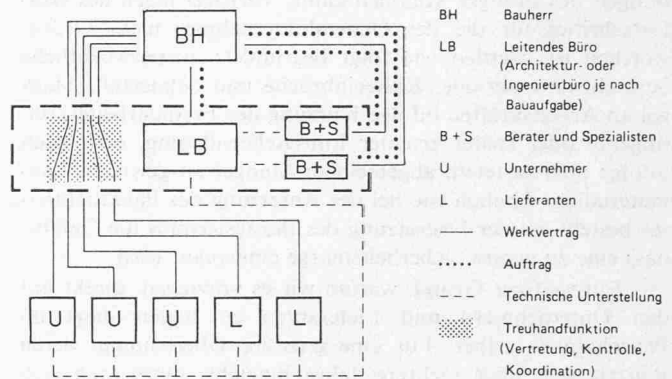 BH
LB
B + S
B + S
U
U
U
L
BH Bauherr
LB Leitendes Büro
(Architektur- oder
Ingenieurbüro je nach
Bauaufgabe)
B + S Berater und Spezialisten
U Unternehmer
L Lieferanten
Werkvertrag
Auftrag
Technische Unterstellung
Treuhandfunktion
(Vertretung, Kontrolle,
Koordination)